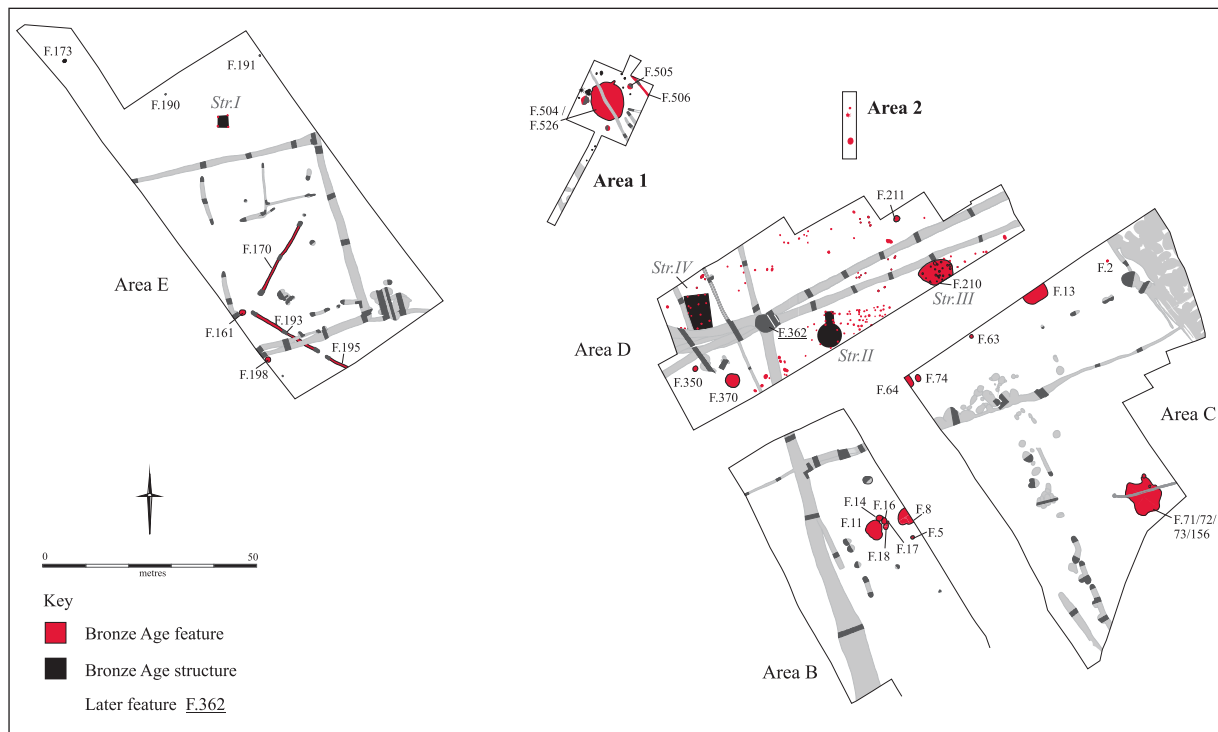 F.173
F.191
F.190
Str.I
F.170
Area E
F.193
F.161
F.195
F.198
F.505
F.504 /
F.526
F.506
Area 1
Area 2
F.211
Str.IV
F.210
Str.III
F.362
Str.II
Area D
F.350
F.370
F.2
F.13
F.63
F.64
F.74
Area C
F.71/72/
73/156
F.14
F.16
F.8
F.11
F.5
F.17
F.18
Area B
0
50
metres
Key
Bronze Age feature
Bronze Age structure
Later feature F.362